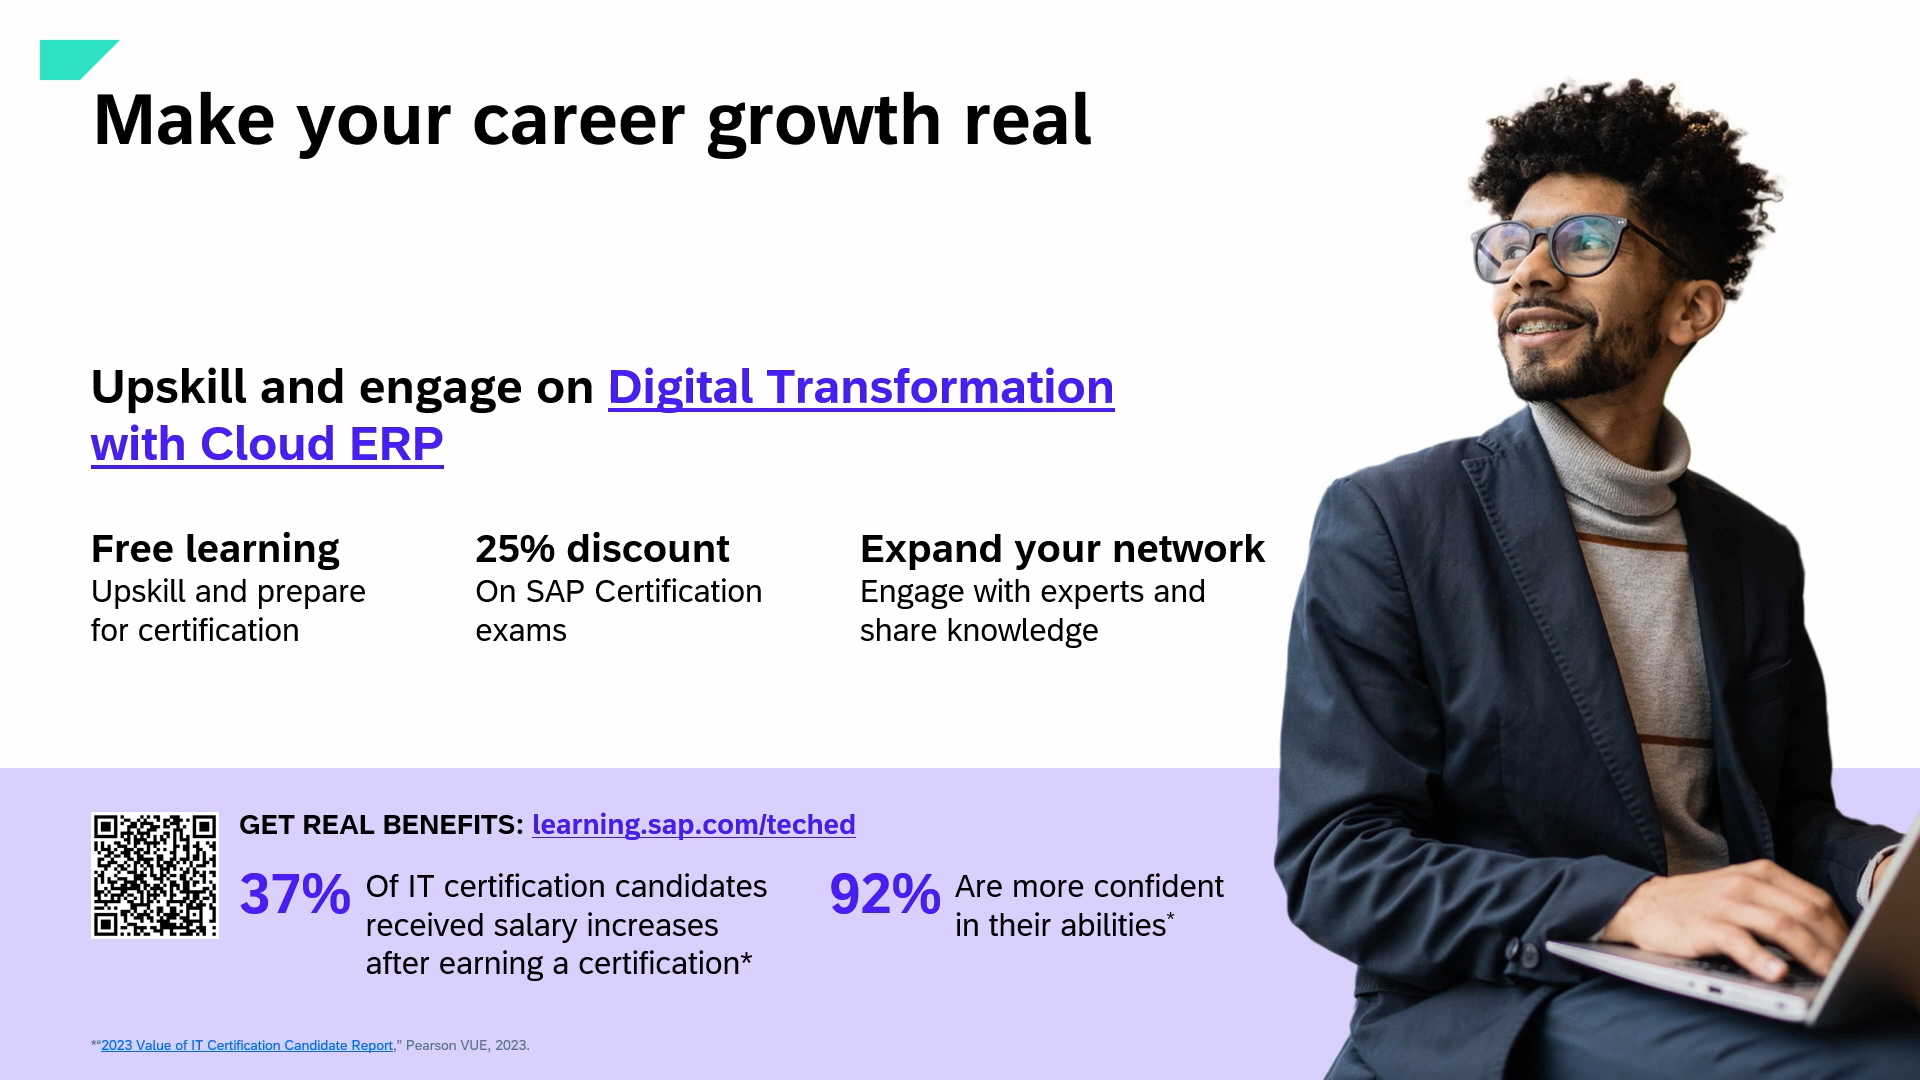 Make your career growth real
Upskill and engage on Digital Transformation
with Cloud ERP
Free learning
Upskill and prepare
for certification
25% discount
On SAP Certification
exams
Expand your network
Engage with experts and
share knowledge
GET REAL BENEFITS: learning.sap.com/teched
37%
Of IT certification candidates
received salary increases
after earning a certification*
92%
Are more confident
in their abilities*
*“2023 Value of IT Certification Candidate Report,” Pearson VUE, 2023.